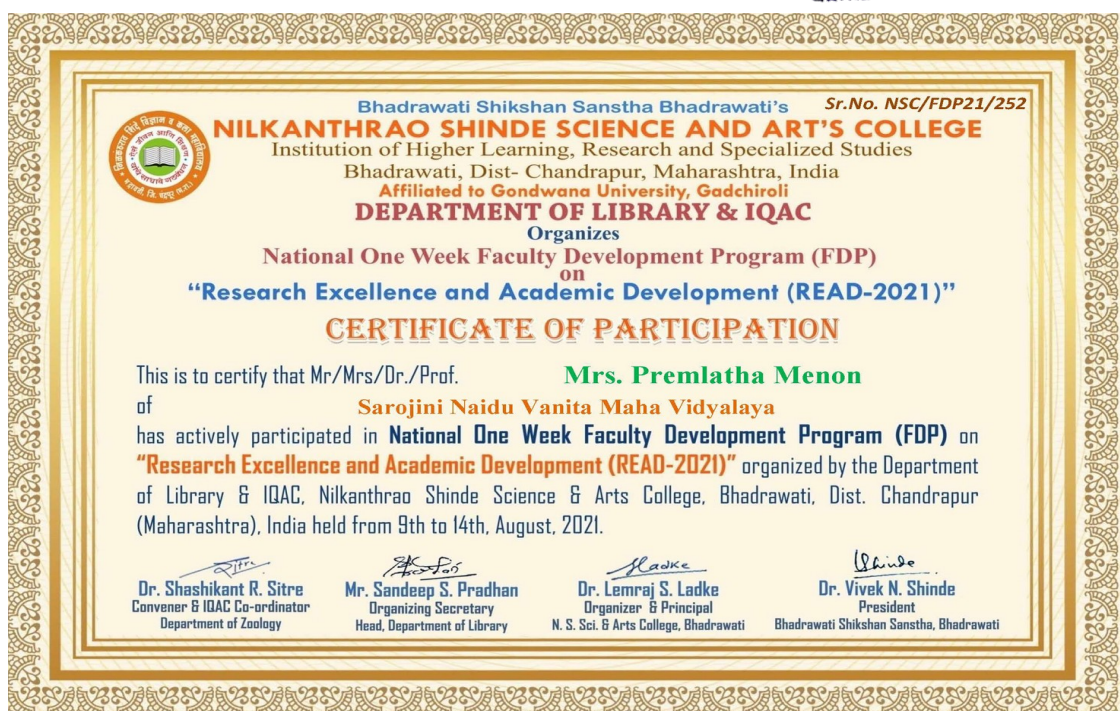 Bhadrawati Shikshan Sanstha Bhadrawati's
Sr.No. NSC/FDP21/252
NILKANTHRAO SHINDE SCIENCE AND ART'S COLLEGE
Institution of Higher Learning, Research and Specialized Studies
Bhadrawati, Dist- Chandrapur, Maharashtra, India
Affiliated to Gondwana University, Gadchiroli
DEPARTMENT OF LIBRARY & IQAC
Organizes
National One Week Faculty Development Program (FDP)
on
“Research Excellence and Academic Development (READ-2021)”
CERTIFICATE OF PARTICIPATION
This is to certify that Mr/Mrs/Dr./Prof. Mrs. Premlatha Menon
of Sarojini Naidu Vanita Maha Vidyalaya
has actively participated in National One Week Faculty Development Program (FDP) on
“Research Excellence and Academic Development (READ-2021)” organized by the Department
of Library & IQAC, Nilkanthrao Shinde Science & Arts College, Bhadrawati, Dist. Chandrapur
(Maharashtra), India held from 9th to 14th, August, 2021.
Dr. Shashikant R. Sitre
Convener & IQAC Co-ordinator
Department of Zoology
Mr. Sandeep S. Pradhan
Organizing Secretary
Head, Department of Library
Hadke
Dr. Lemraj S. Ladke
Organizer & Principal
N. S. Sci. & Arts College, Bhadrawati
Shinde
Dr. Vivek N. Shinde
President
Bhadrawati Shikshan Sanstha, Bhadrawati